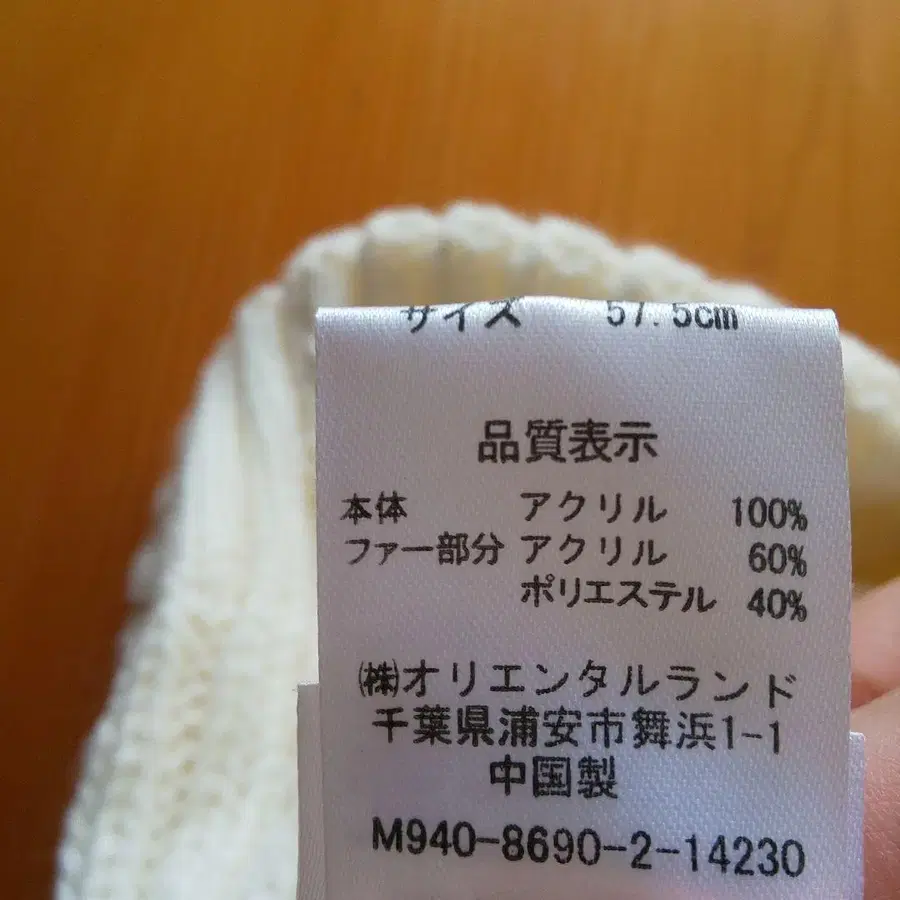 サイズ 57.5cm
品質表示
本体 アクリル 100%
ファー部分 アクリル 60%
ポリエステル 40%
㈱オリエンタルランド
千葉県浦安市舞浜1-1
中国製
M940-8690-2-14230